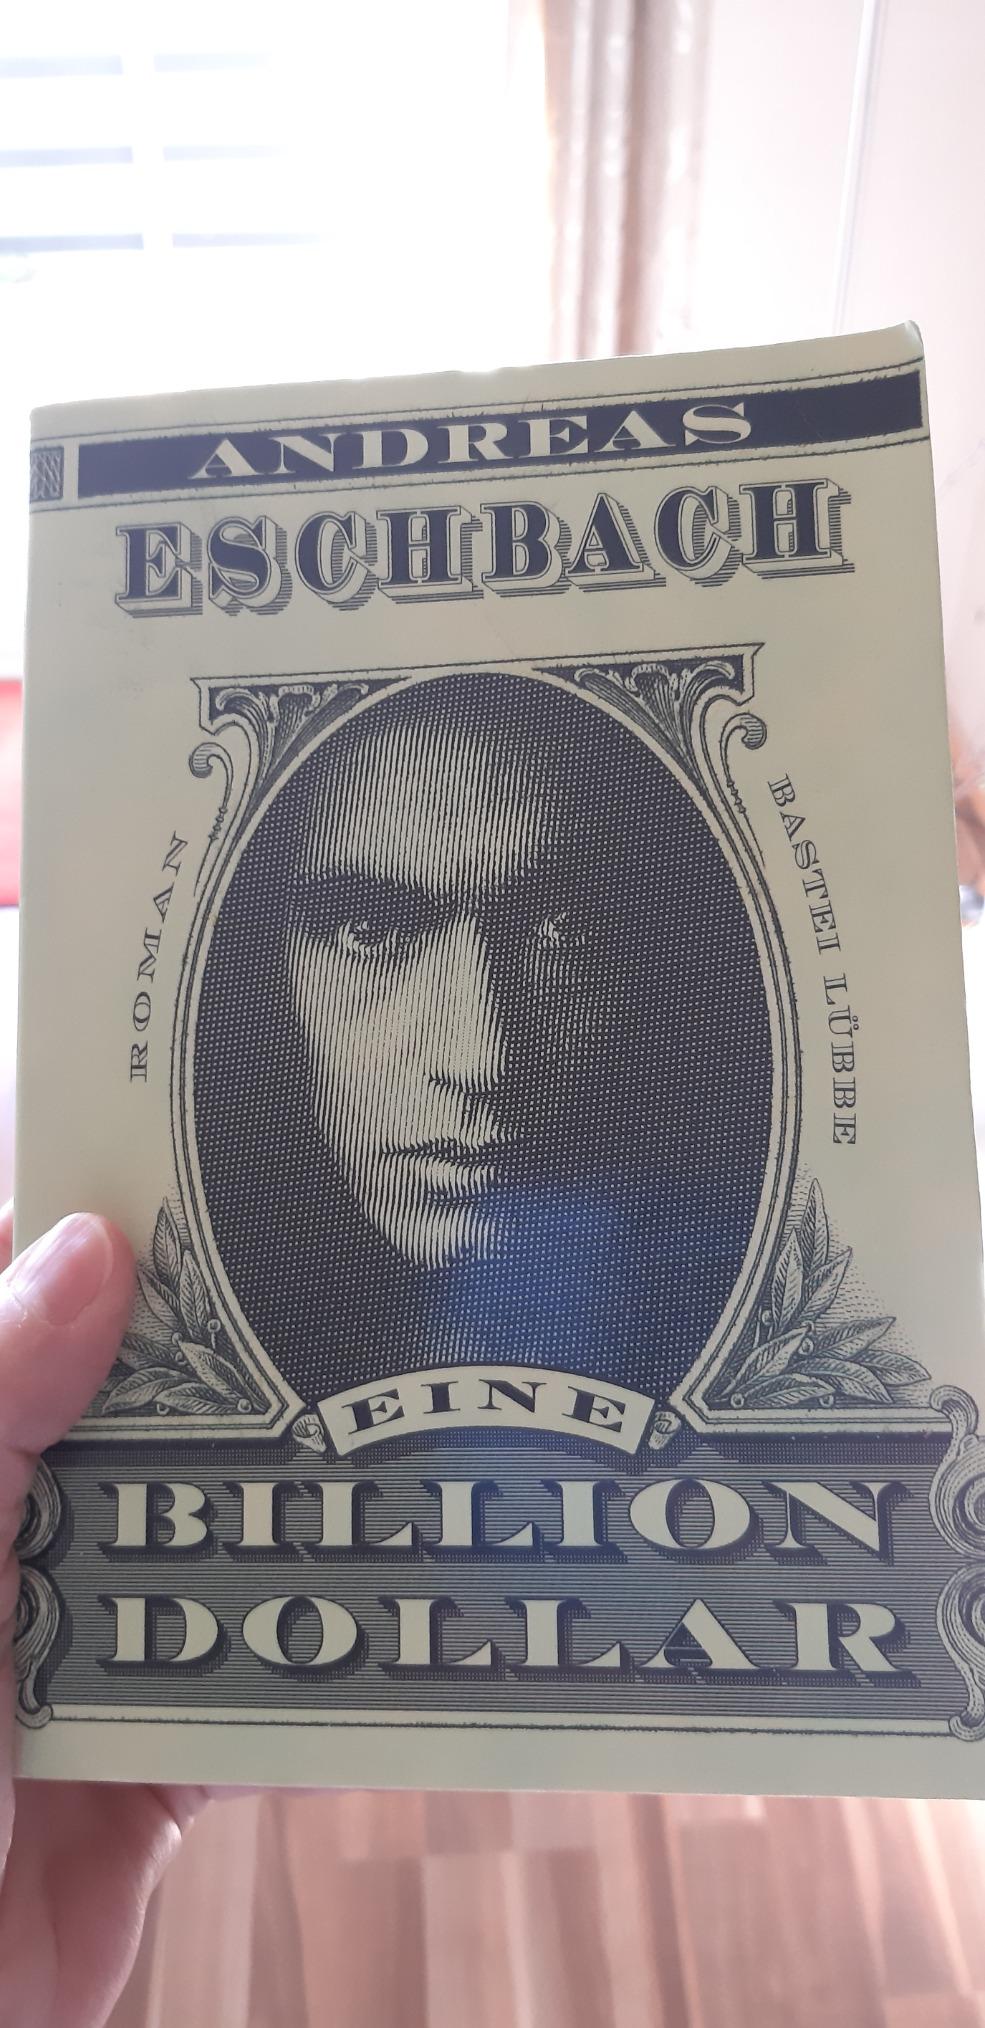 ANDREAS
ESCHBACH
ROMAN
BASTEI LÜBBE
EINE
BILLION
DOLLAR